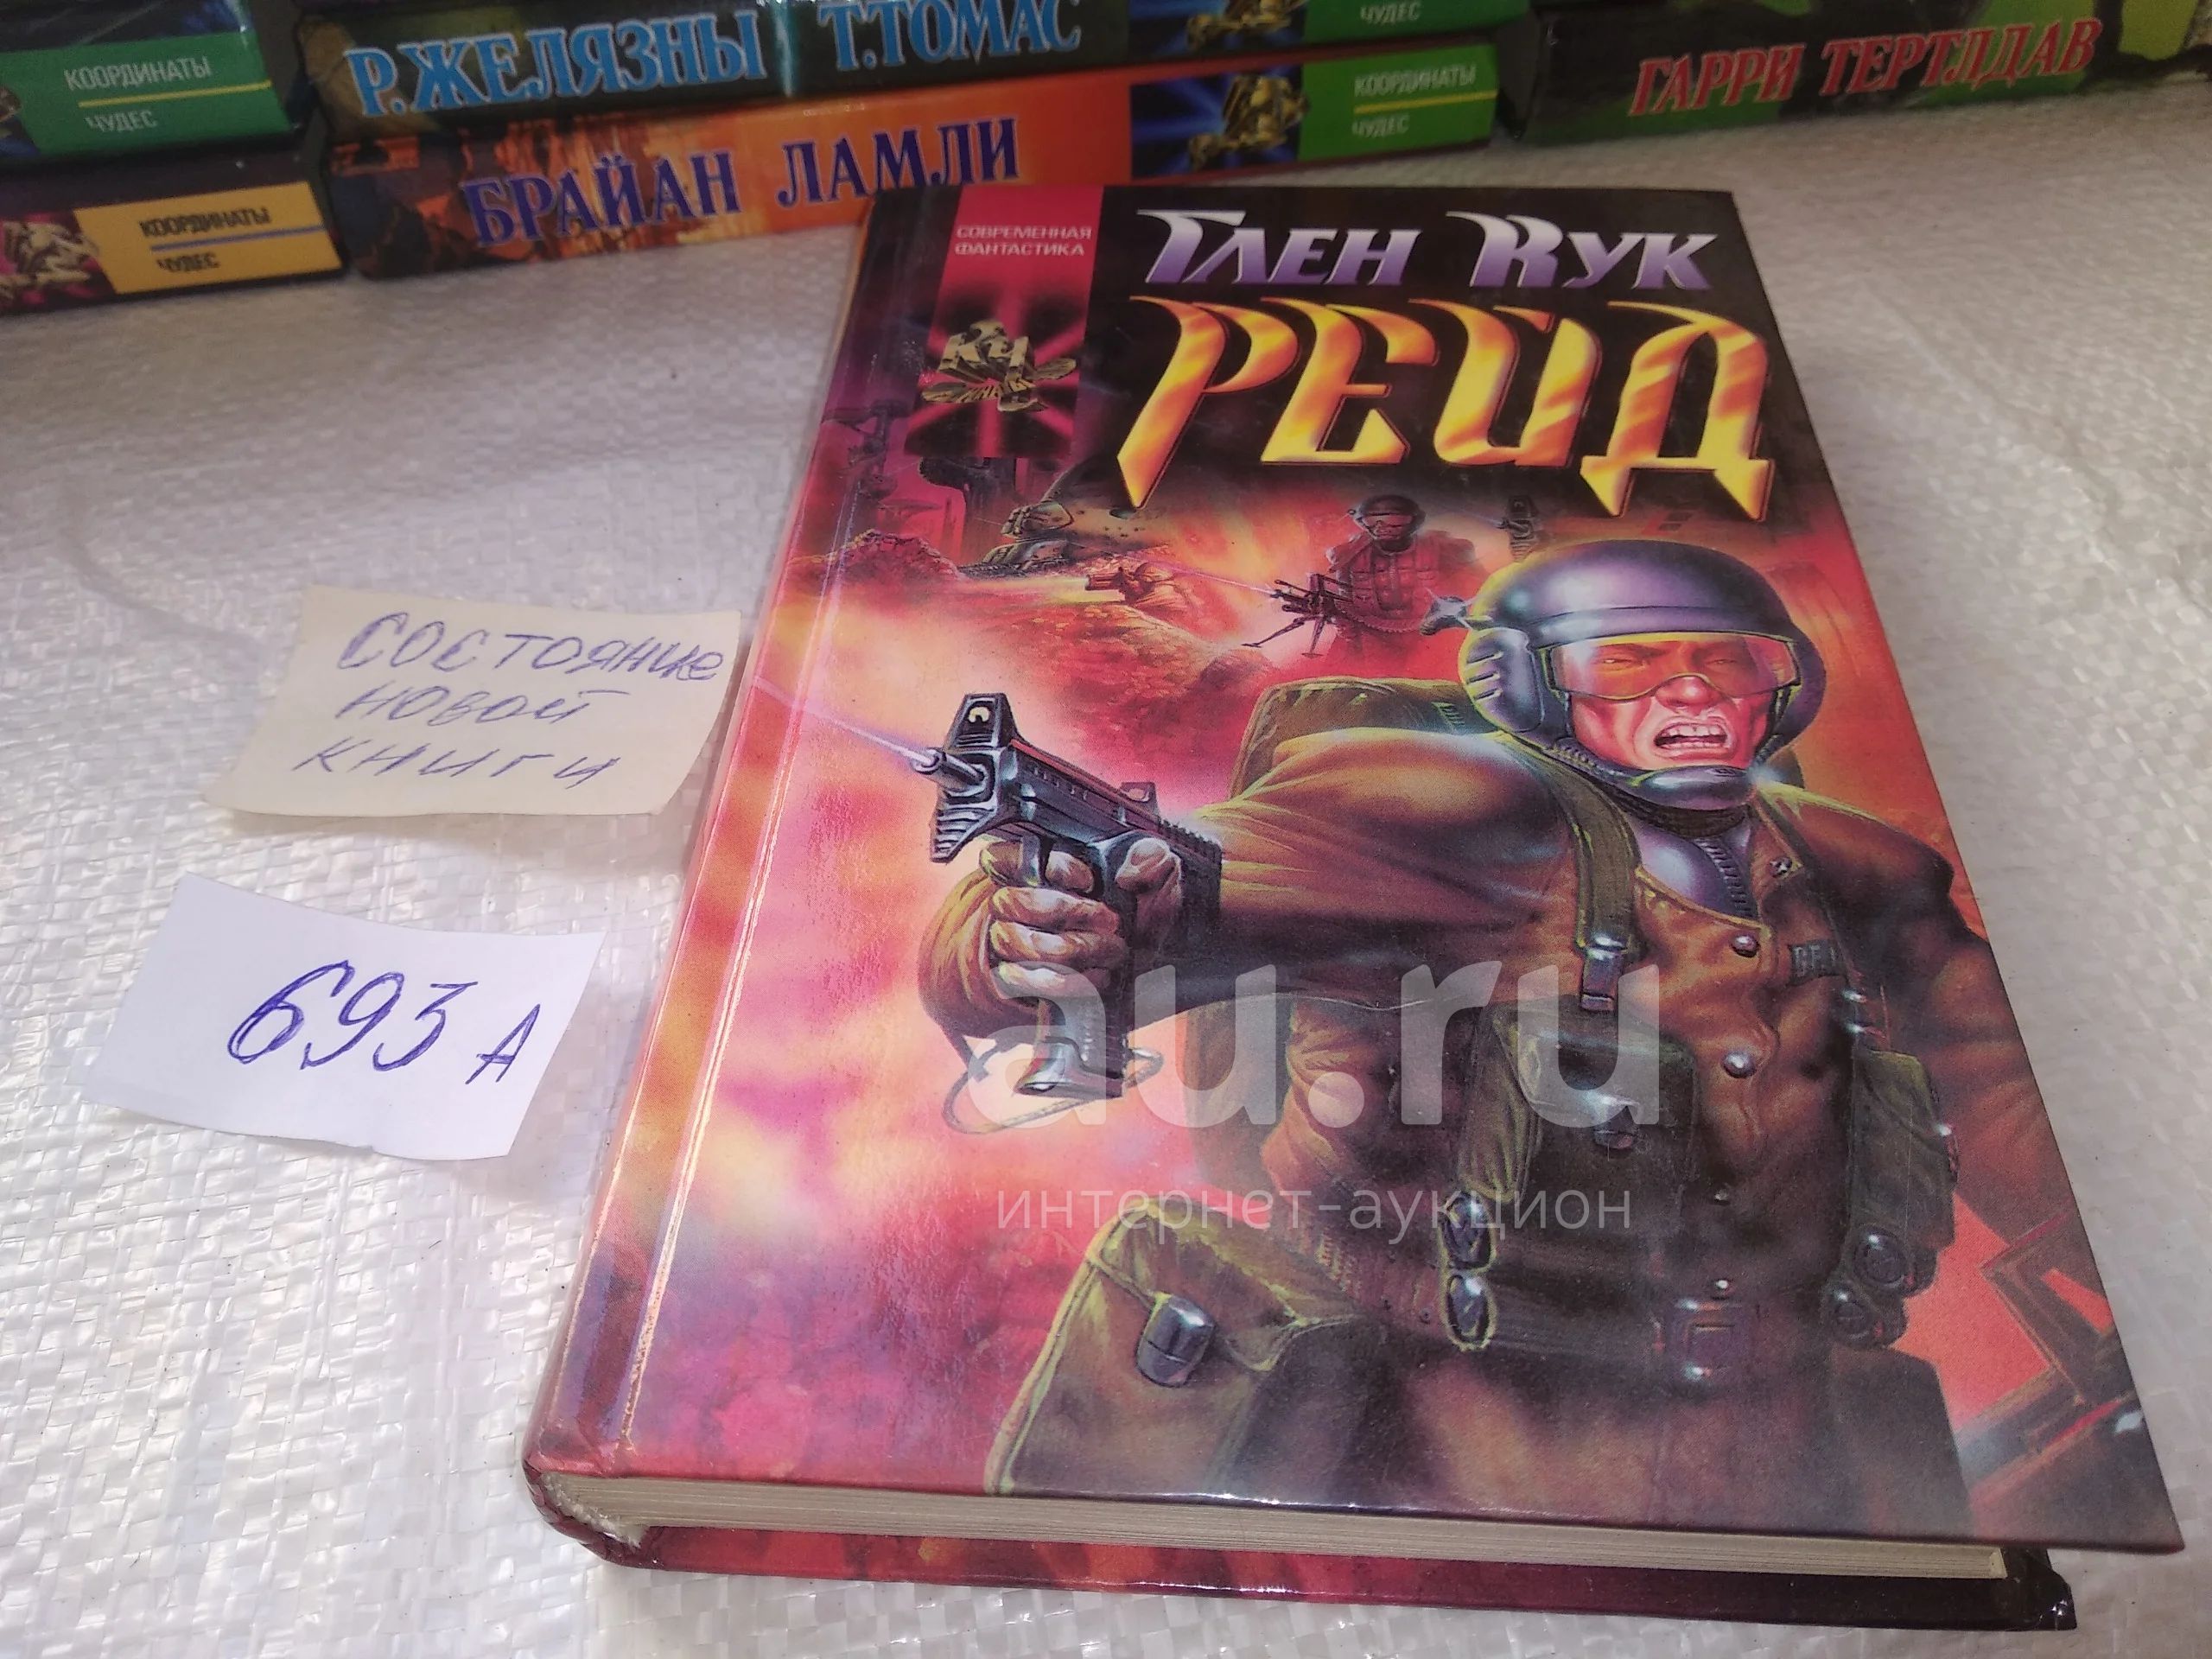 КООРДИНАТЫ
ЧУДЕС
Р.ЖЕЛЯЗНЫ Т.ТОМАС
ЧУДЕС
КООРДИНАТЫ
ЧУДЕС
БРАЙАН ЛАМЛИ
КООРДИНАТЫ
ЧУДЕС
ГАРРИ ТЕРТЛДАВ
СОВРЕМЕННАЯ
ФАНТАСТИКА
ГЛЕН КУК
РЕЙД
СОСТОЯНИЕ
НОВОЙ
КНИГИ
693 А
au.ru
интернет-аукцион